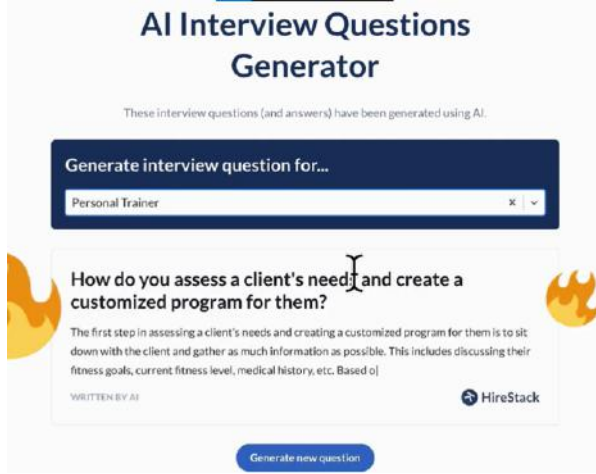 AI Interview Questions
Generator
These interview questions (and answers) have been generated using AI.
Generate interview question for...
Personal Trainer
How do you assess a client's needs and create a
customized program for them?
The first step in assessing a client's needs and creating a customized program for them is to sit
down with the client and gather as much information as possible. This includes discussing their
fitness goals, current fitness level, medical history, etc. Based o
WRITTEN BY AI
HireStack
Generate new question